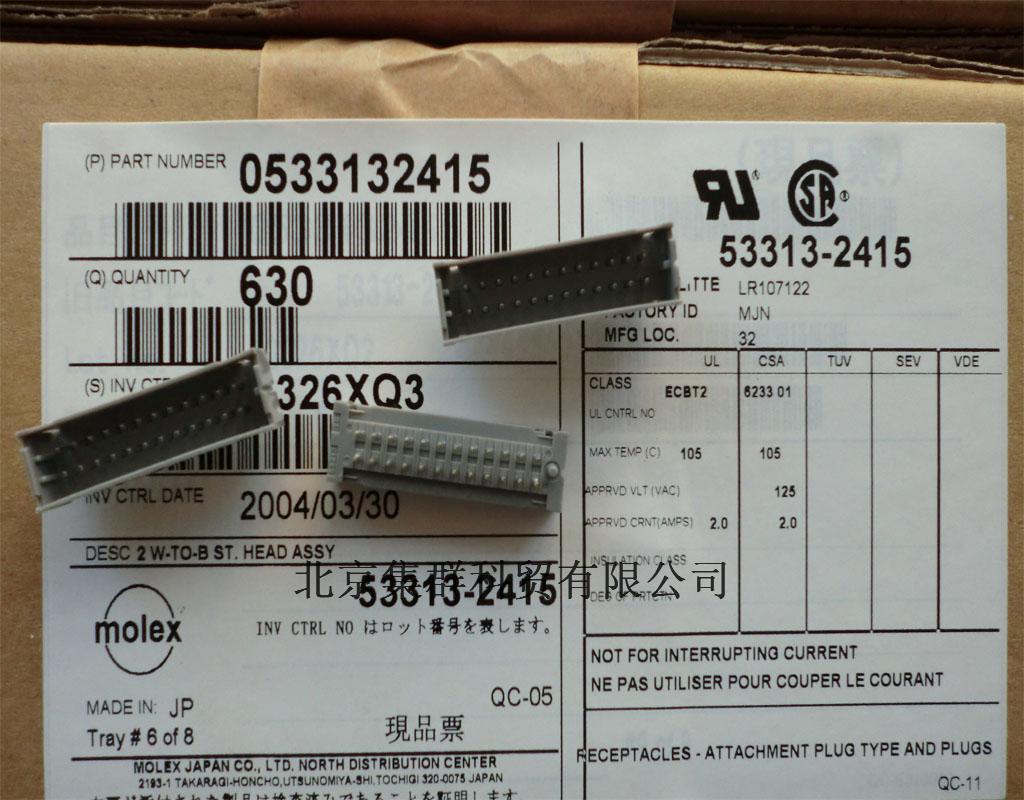 (P) PART NUMBER 0533132415
(Q) QUANTITY 630
(S) INV 326XQ3
INV CTRL DATE 2004/03/30
DESC 2 W-TO-B ST. HEAD ASSY
53313-2415
北京集群科贸有限公司
molex
INV CTRL NO はロット番号を表します。
QC-05
MADE IN: JP
Tray # 6 of 8
現品票
MOLEX JAPAN CO., LTD. NORTH DISTRIBUTION CENTER
2193-1 TAKARAGI-HONCHO,UTSUNOMIYA-SHI,TOCHIGI 320-0075 JAPAN
®
SA ®
53313-2415
LR107122
FACTORY ID MJN
MFG LOC. 32
UL CSA TUV SEV VDE
CLASS ECBT2 6233 01
UL CNTRL NO
MAX TEMP (C) 105 105
APPRVD VLT (VAC) 125
APPRVD CRNT(AMPS) 2.0 2.0
INSULATION CLASS
DEG OF PRTCTN
NOT FOR INTERRUPTING CURRENT
NE PAS UTILISER POUR COUPER LE COURANT
RECEPTACLES - ATTACHMENT PLUG TYPE AND PLUGS
QC-11